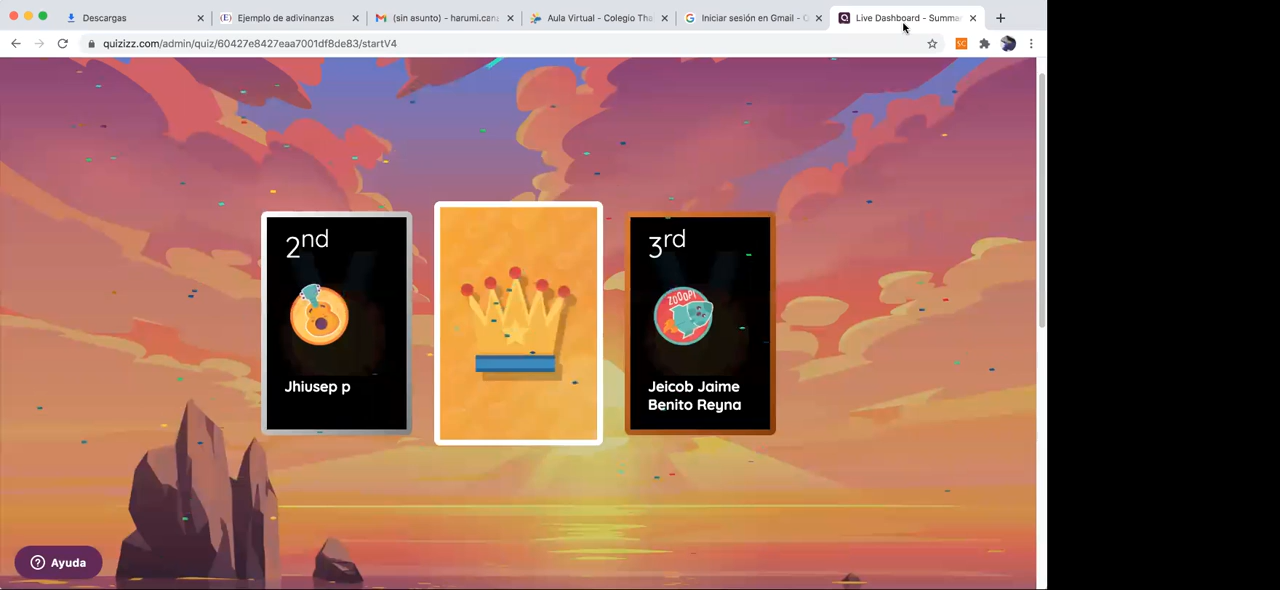 Descargas
Ejemplo de adivinanzas
(sin asunto) - harumi.can
Aula Virtual - Colegio Tha
Iniciar sesión en Gmail - C
Live Dashboard - Summa
quizizz.com/admin/quiz/60427e8427eaa7001df8de83/startV4
2nd
Jhiusep p
3rd
ZOOOP!
Jeicob Jaime
Benito Reyna
Ayuda